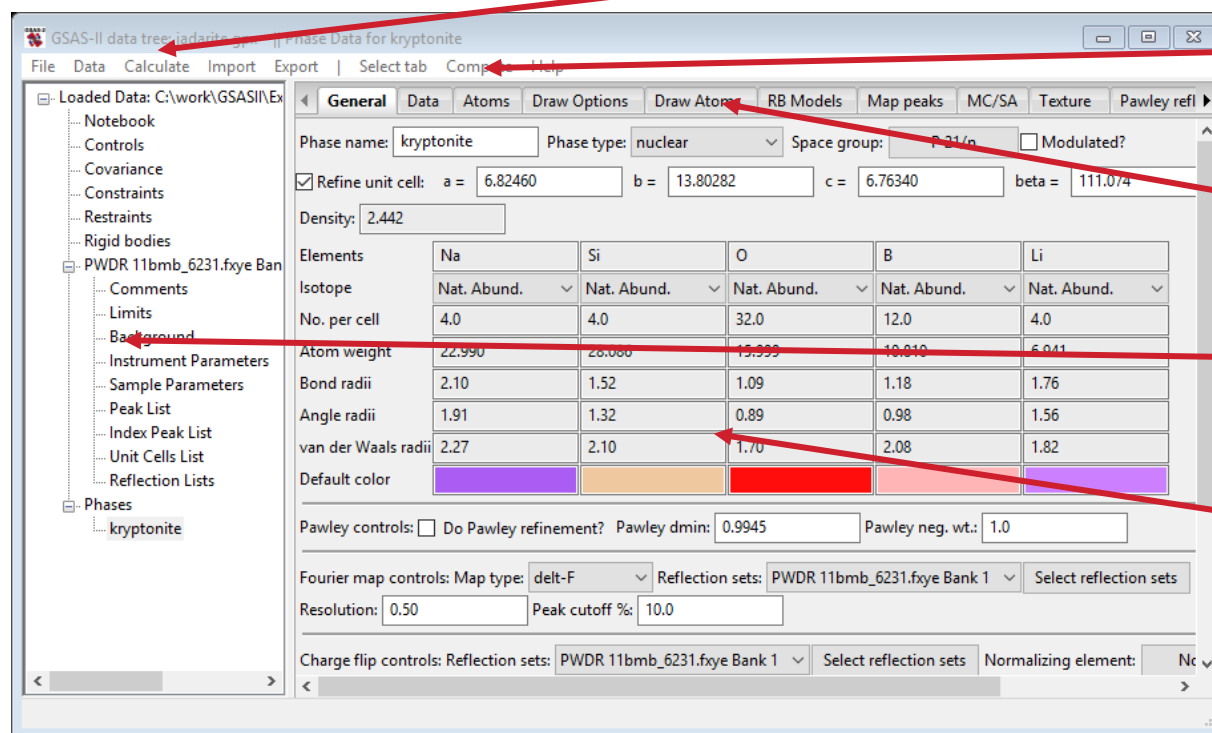 GSAS-II data tree: jadarite.gpx || Phase Data for kryptonite
File Data Calculate Import Export | Select tab Compute Help
Loaded Data: C:\work\GSASII\Ex
Notebook
Controls
Covariance
Constraints
Restraints
Rigid bodies
PWDR 11bmb_6231.fxye Ban
Comments
Limits
Background
Instrument Parameters
Sample Parameters
Peak List
Index Peak List
Unit Cells List
Reflection Lists
Phases
kryptonite
General Data Atoms Draw Options Draw Atoms RB Models Map peaks MC/SA Texture Pawley refl
Phase name: kryptonite Phase type: nuclear Space group: P 21/n Modulated?
Refine unit cell: a = 6.82460 b = 13.80282 c = 6.76340 beta = 111.074
Density: 2.442
Elements Na Si O B Li
Isotope Nat. Abund. Nat. Abund. Nat. Abund. Nat. Abund. Nat. Abund.
No. per cell 4.0 4.0 32.0 12.0 4.0
Atom weight 22.990 28.086 15.999 10.810 6.941
Bond radii 2.10 1.52 1.09 1.18 1.76
Angle radii 1.91 1.32 0.89 0.98 1.56
van der Waals radii 2.27 2.10 1.70 2.08 1.82
Default color
Pawley controls: Do Pawley refinement? Pawley dmin: 0.9945 Pawley neg. wt.: 1.0
Fourier map controls: Map type: delt-F Reflection sets: PWDR 11bmb_6231.fxye Bank 1 Select reflection sets
Resolution: 0.50 Peak cutoff %: 10.0
Charge flip controls: Reflection sets: PWDR 11bmb_6231.fxye Bank 1 Select reflection sets Normalizing element: